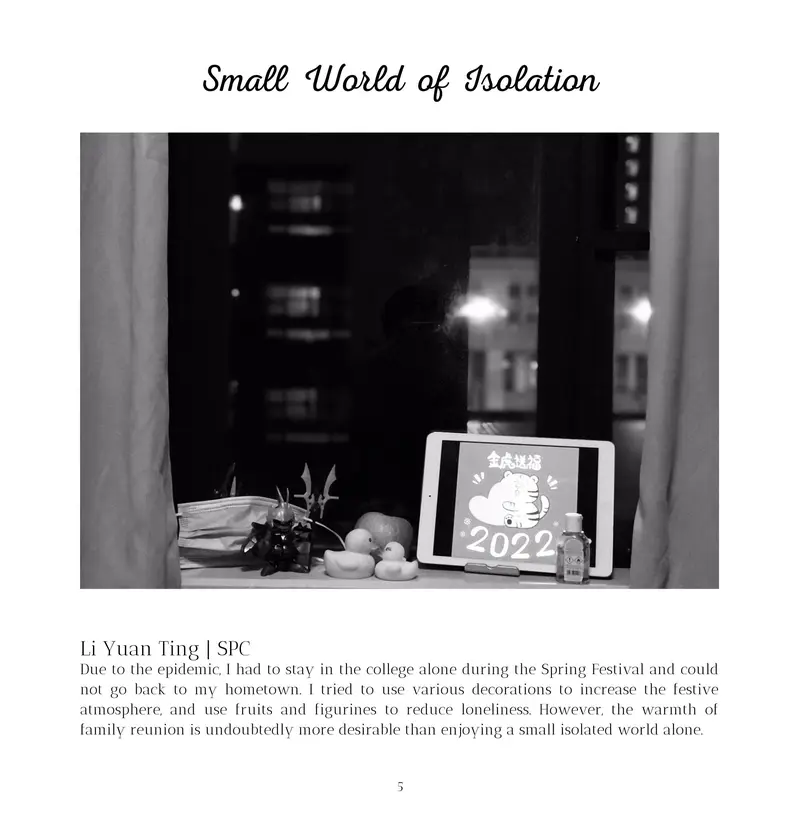 Small World of Isolation
金虎送福
2022
Li Yuan Ting | SPC
Due to the epidemic, I had to stay in the college alone during the Spring Festival and could
not go back to my hometown. I tried to use various decorations to increase the festive
atmosphere, and use fruits and figurines to reduce loneliness. However, the warmth of
family reunion is undoubtedly more desirable than enjoying a small isolated world alone.
5